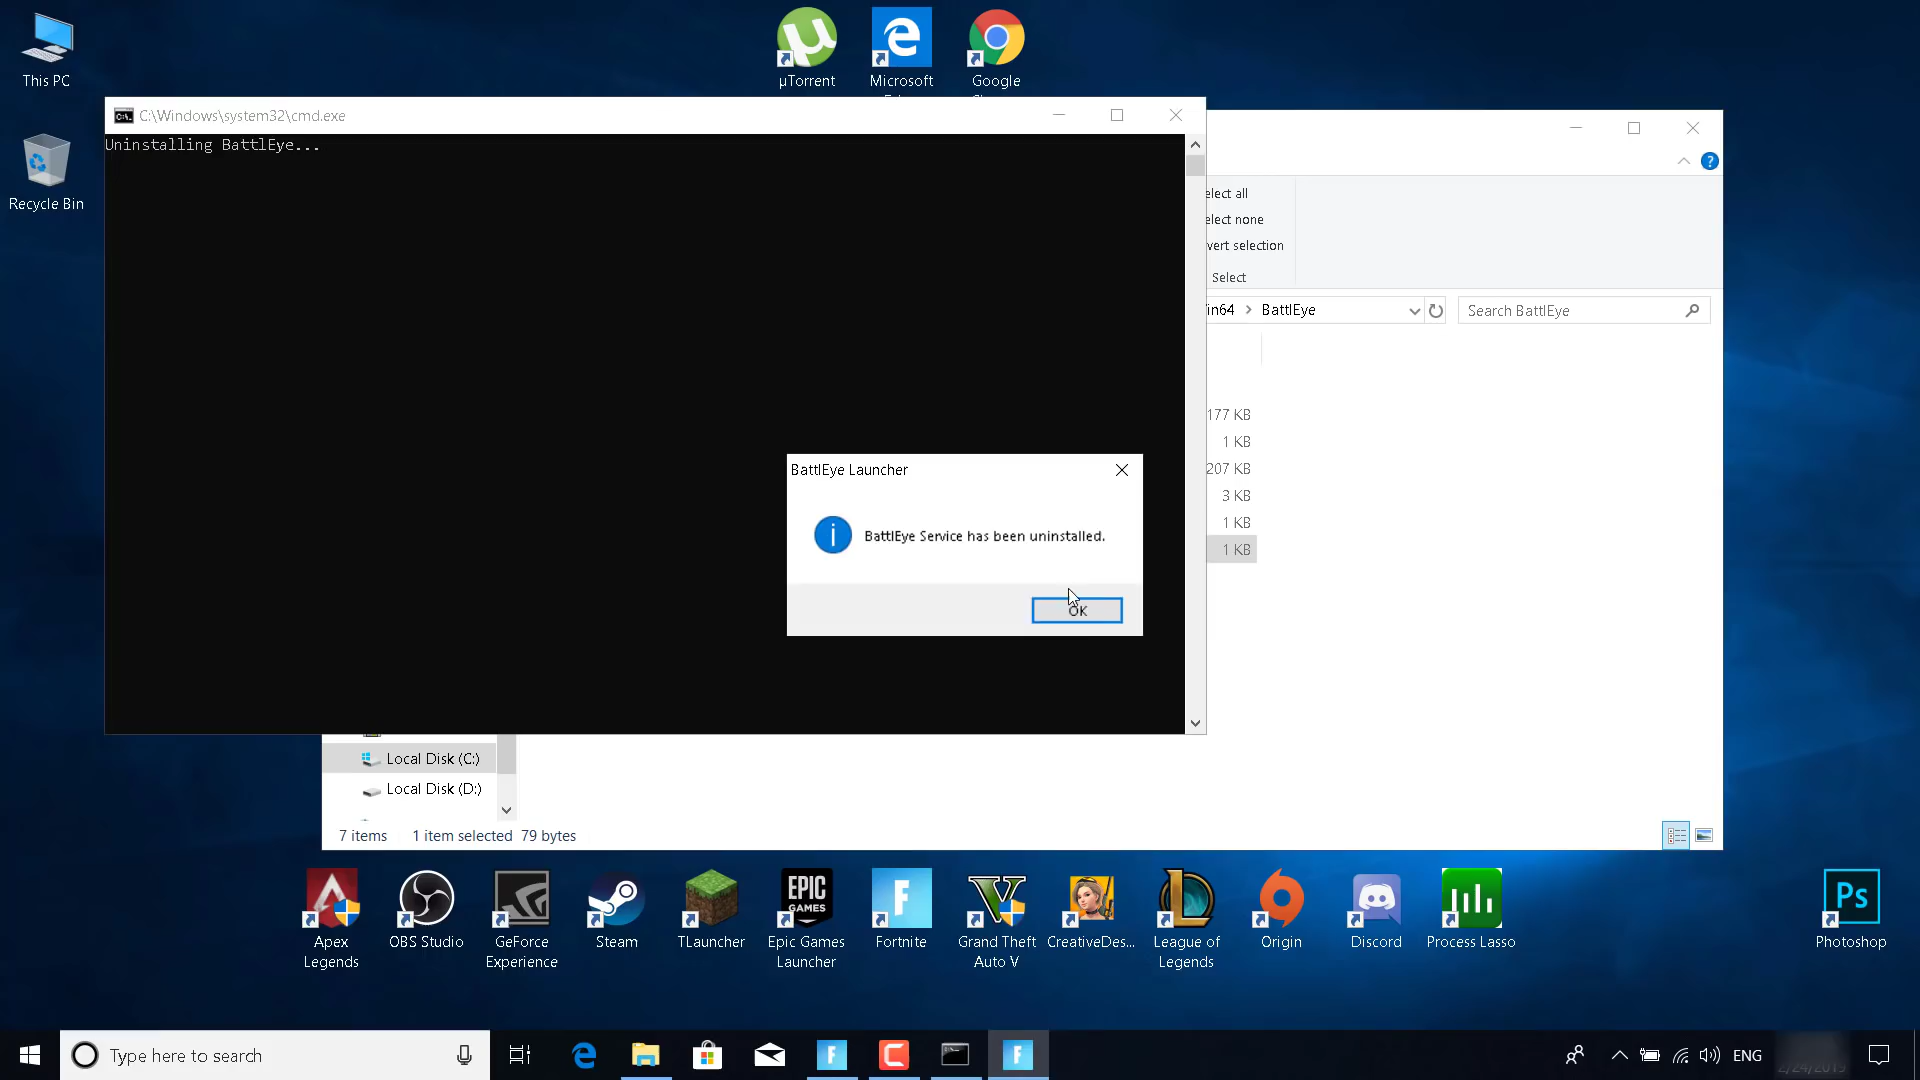 This PC
µTorrent
Microsoft
Google
Recycle Bin
C:\Windows\system32\cmd.exe
Uninstalling BattlEye...
elect all
elect none
vert selection
Select
in64 > BattlEye
Search BattlEye
177 KB
1 KB
207 KB
3 KB
1 KB
1 KB
BattlEye Launcher
BattlEye Service has been uninstalled.
OK
Local Disk (C:)
Local Disk (D:)
7 items 1 item selected 79 bytes
Apex
Legends
OBS Studio
GeForce
Experience
Steam
TLauncher
EPIC
GAMES
Epic Games
Launcher
Fortnite
Grand Theft
Auto V
CreativeDes...
League of
Legends
Origin
Discord
Process Lasso
Ps
Photoshop
Type here to search
ENG